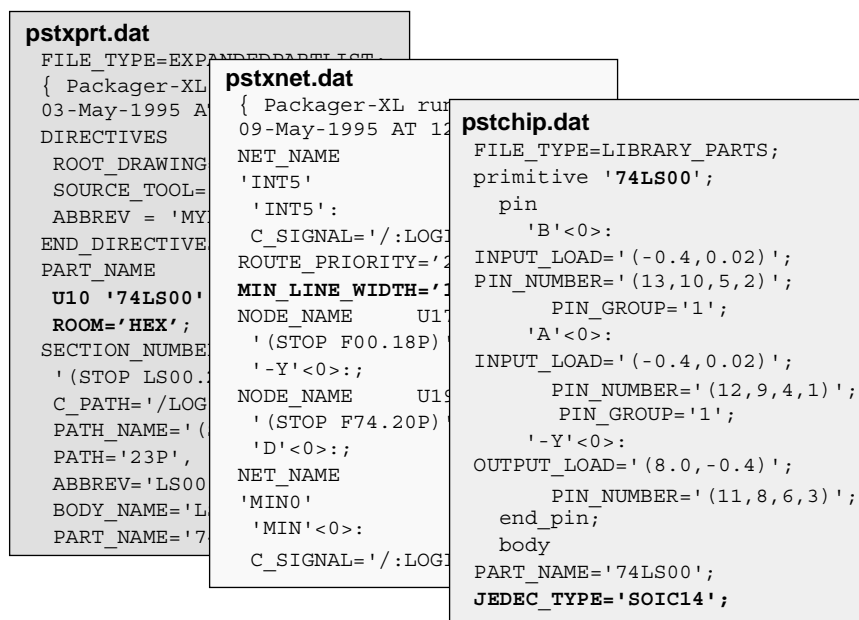 pstxprt.dat
FILE_TYPE=EXPANDEDPARTLIST;
{ Packager-XL
03-May-1995 AT
DIRECTIVES
ROOT_DRAWING
SOURCE_TOOL=
ABBREV = 'MY
END_DIRECTIVES
PART_NAME
U10 '74LS00'
ROOM='HEX';
SECTION_NUMBER
'(STOP LS00.
C_PATH='/LOG
PATH_NAME='(
PATH='23P',
ABBREV='LS00
BODY_NAME='L
PART_NAME='7
pstxnet.dat
{ Packager-XL run
09-May-1995 AT 12
NET_NAME
'INT5'
'INT5':
C_SIGNAL='/:LOGI
ROUTE_PRIORITY='2
MIN_LINE_WIDTH='1
NODE_NAME U17
'(STOP F00.18P)'
'-Y'<0>:;
NODE_NAME U19
'(STOP F74.20P)'
'D'<0>:;
NET_NAME
'MIN0'
'MIN'<0>:
C_SIGNAL='/:LOGI
pstchip.dat
FILE_TYPE=LIBRARY_PARTS;
primitive '74LS00';
pin
'B'<0>:
INPUT_LOAD='(-0.4,0.02)';
PIN_NUMBER='(13,10,5,2)';
PIN_GROUP='1';
'A'<0>:
INPUT_LOAD='(-0.4,0.02)';
PIN_NUMBER='(12,9,4,1)';
PIN_GROUP='1';
'-Y'<0>:
OUTPUT_LOAD='(8.0,-0.4)';
PIN_NUMBER='(11,8,6,3)';
end_pin;
body
PART_NAME='74LS00';
JEDEC_TYPE='SOIC14';